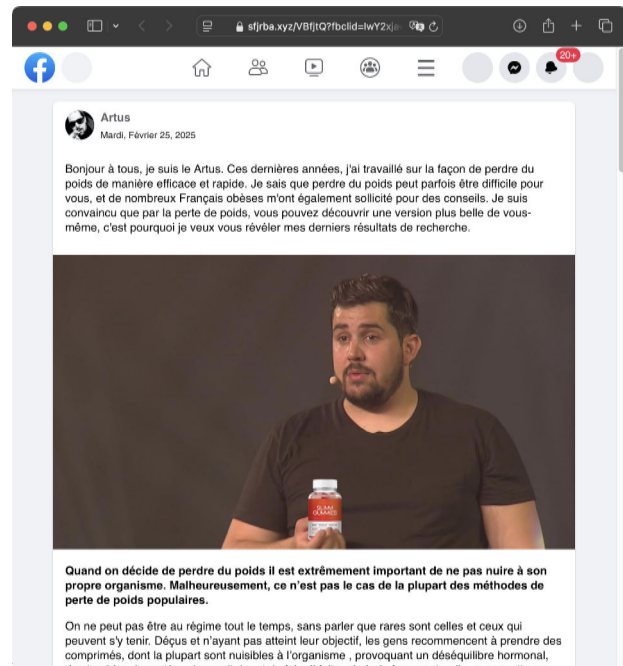 sfjrba.xyz/VBfjtQ?fbclid=IwY2xje
20+
Artus
Mardi, Février 25, 2025
Bonjour à tous, je suis le Artus. Ces dernières années, j'ai travaillé sur la façon de perdre du
poids de manière efficace et rapide. Je sais que perdre du poids peut parfois être difficile pour
vous, et de nombreux Français obèses m'ont également sollicité pour des conseils. Je suis
convaincu que par la perte de poids, vous pouvez découvrir une version plus belle de vous-
même, c'est pourquoi je veux vous révéler mes derniers résultats de recherche.
GUMMIES
Quand on décide de perdre du poids il est extrêmement important de ne pas nuire à son
propre organisme. Malheureusement, ce n'est pas le cas de la plupart des méthodes de
perte de poids populaires.
On ne peut pas être au régime tout le temps, sans parler que rares sont celles et ceux qui
peuvent s'y tenir. Déçus et n'ayant pas atteint leur objectif, les gens recommencent à prendre des
comprimés, dont la plupart sont nuisibles à l'organisme , provoquant un déséquilibre hormonal,